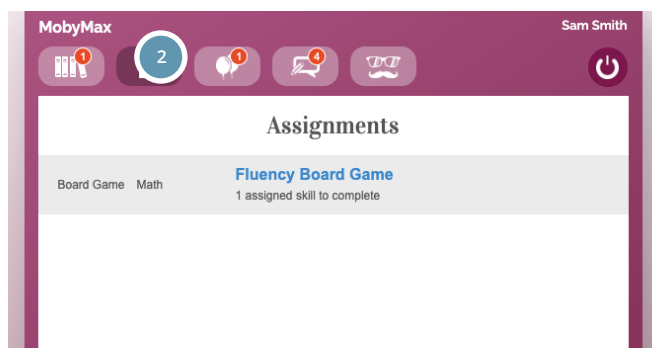 MobyMax
Sam Smith
1
2
1
4
Assignments
Board Game Math
Fluency Board Game
1 assigned skill to complete